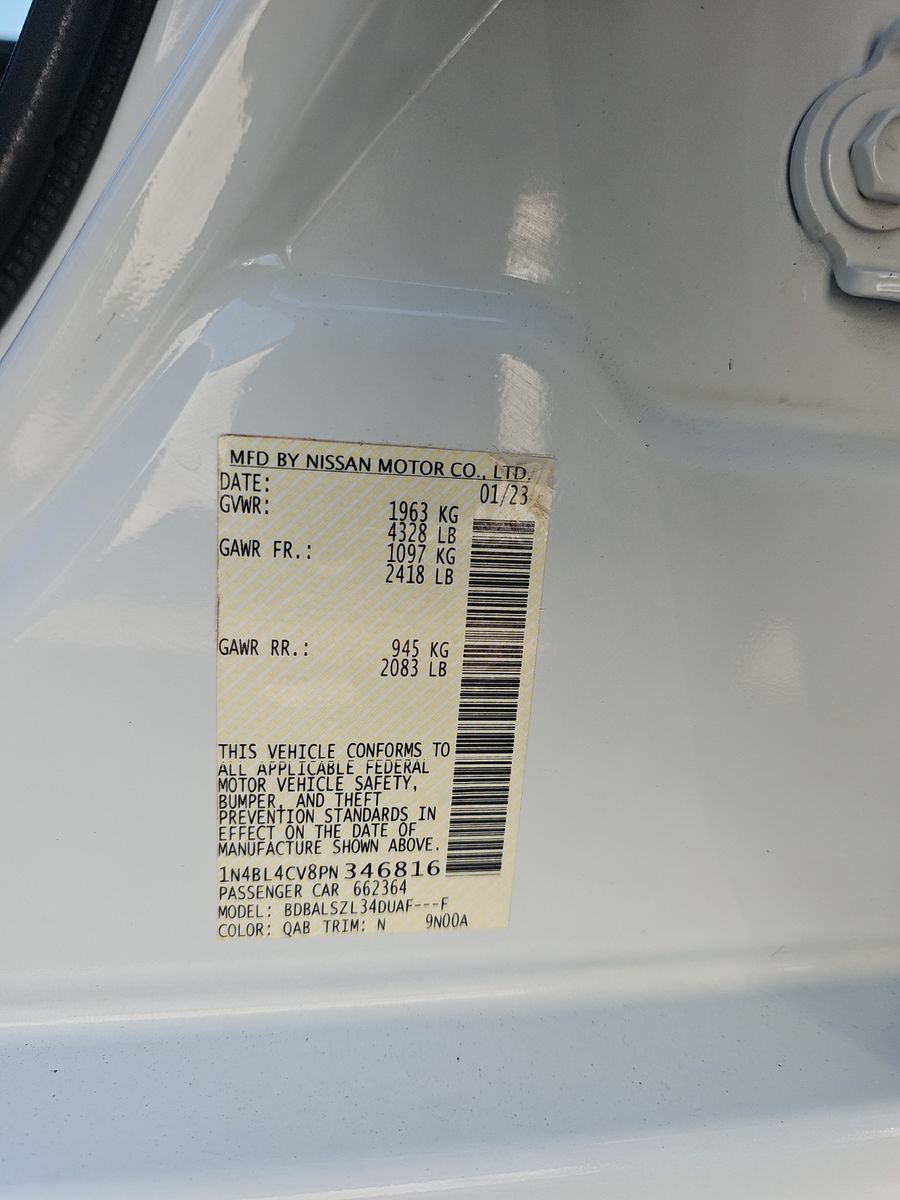 MFD BY NISSAN MOTOR CO., LTD.
DATE: 01/23
GVWR: 1963 KG
4328 LB
GAWR FR.: 1097 KG
2418 LB
GAWR RR.: 945 KG
2083 LB
THIS VEHICLE CONFORMS TO
ALL APPLICABLE FEDERAL
MOTOR VEHICLE SAFETY,
BUMPER, AND THEFT
PREVENTION STANDARDS IN
EFFECT ON THE DATE OF
MANUFACTURE SHOWN ABOVE.
1N4BL4CV8PN346816
PASSENGER CAR 662364
MODEL: BDBALSZL34DUAF---F
COLOR: QAB TRIM: N 9N00A